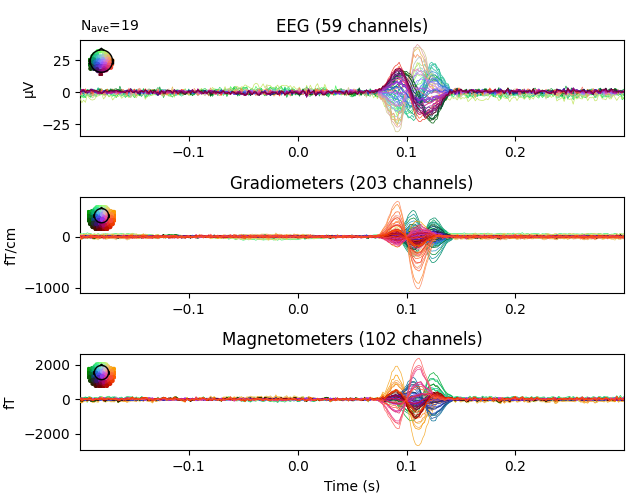 N_ave=19
EEG (59 channels)
25
0
−25
µV
−0.1 0.0 0.1 0.2
Gradiometers (203 channels)
0
−1000
fT/cm
−0.1 0.0 0.1 0.2
Magnetometers (102 channels)
2000
0
−2000
fT
−0.1 0.0 0.1 0.2
Time (s)